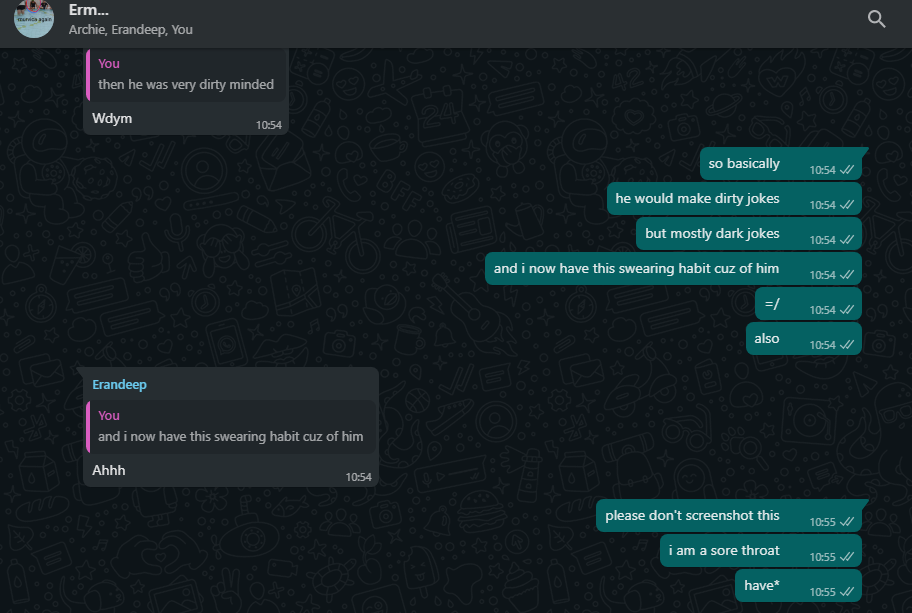 Erm...
Archie, Erandeep, You
You
then he was very dirty minded
Wdym
10:54
so basically
10:54
he would make dirty jokes
10:54
but mostly dark jokes
10:54
and i now have this swearing habit cuz of him
10:54
=/
10:54
also
10:54
Erandeep
You
and i now have this swearing habit cuz of him
Ahhh
10:54
please don't screenshot this
10:55
i am a sore throat
10:55
have*
10:55